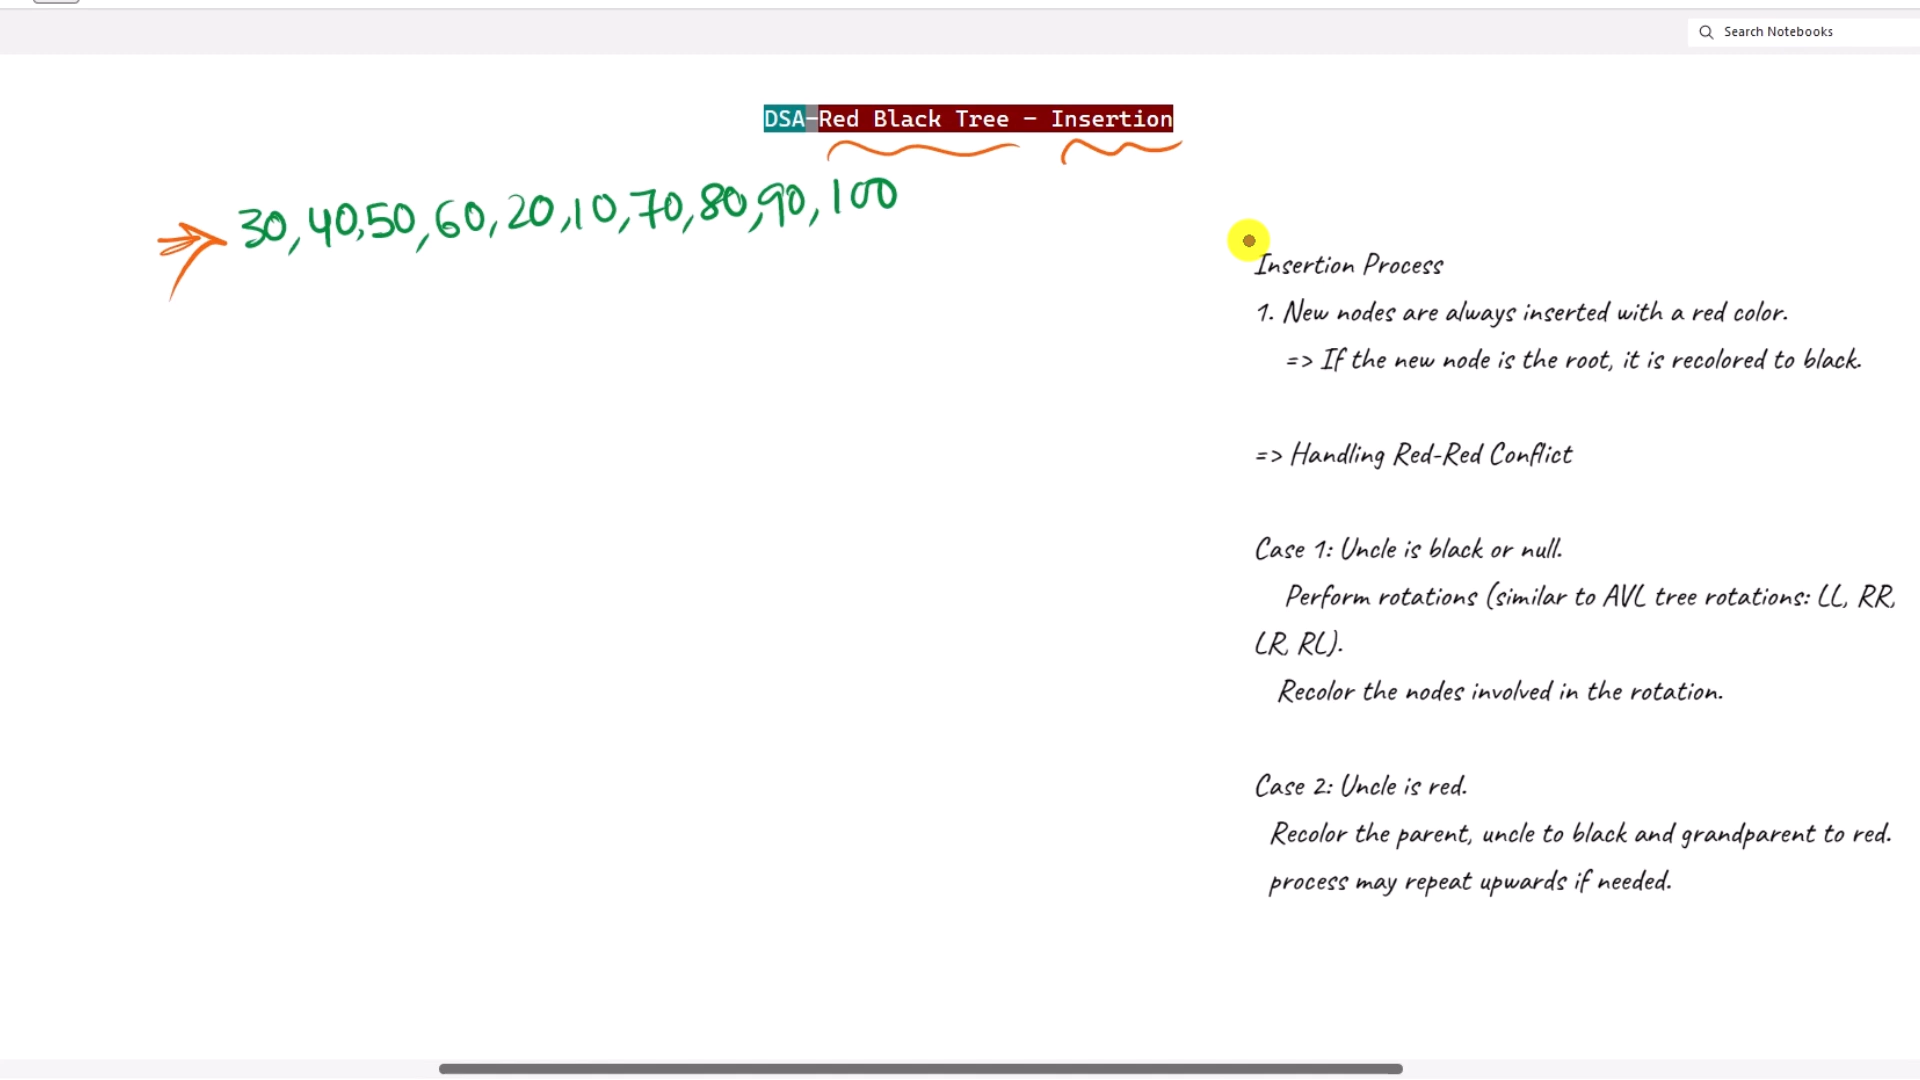 Search Notebooks
DSA-Red Black Tree - Insertion
30, 40, 50, 60, 20, 10, 70, 80, 90, 100
Insertion Process
1. New nodes are always inserted with a red color.
=> If the new node is the root, it is recolored to black.
=> Handling Red-Red Conflict
Case 1: Uncle is black or null.
Perform rotations (similar to AVL tree rotations: LL, RR,
LR, RL).
Recolor the nodes involved in the rotation.
Case 2: Uncle is red.
Recolor the parent, uncle to black and grandparent to red.
process may repeat upwards if needed.